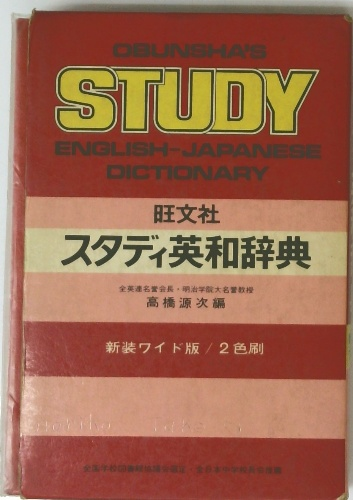 OBUNSHA'S
STUDY
ENGLISH-JAPANESE
DICTIONARY
旺文社
スタディ英和辞典
全英連名誉会長・明治学院大名誉教授
高橋源次編
新装ワイド版/2色刷